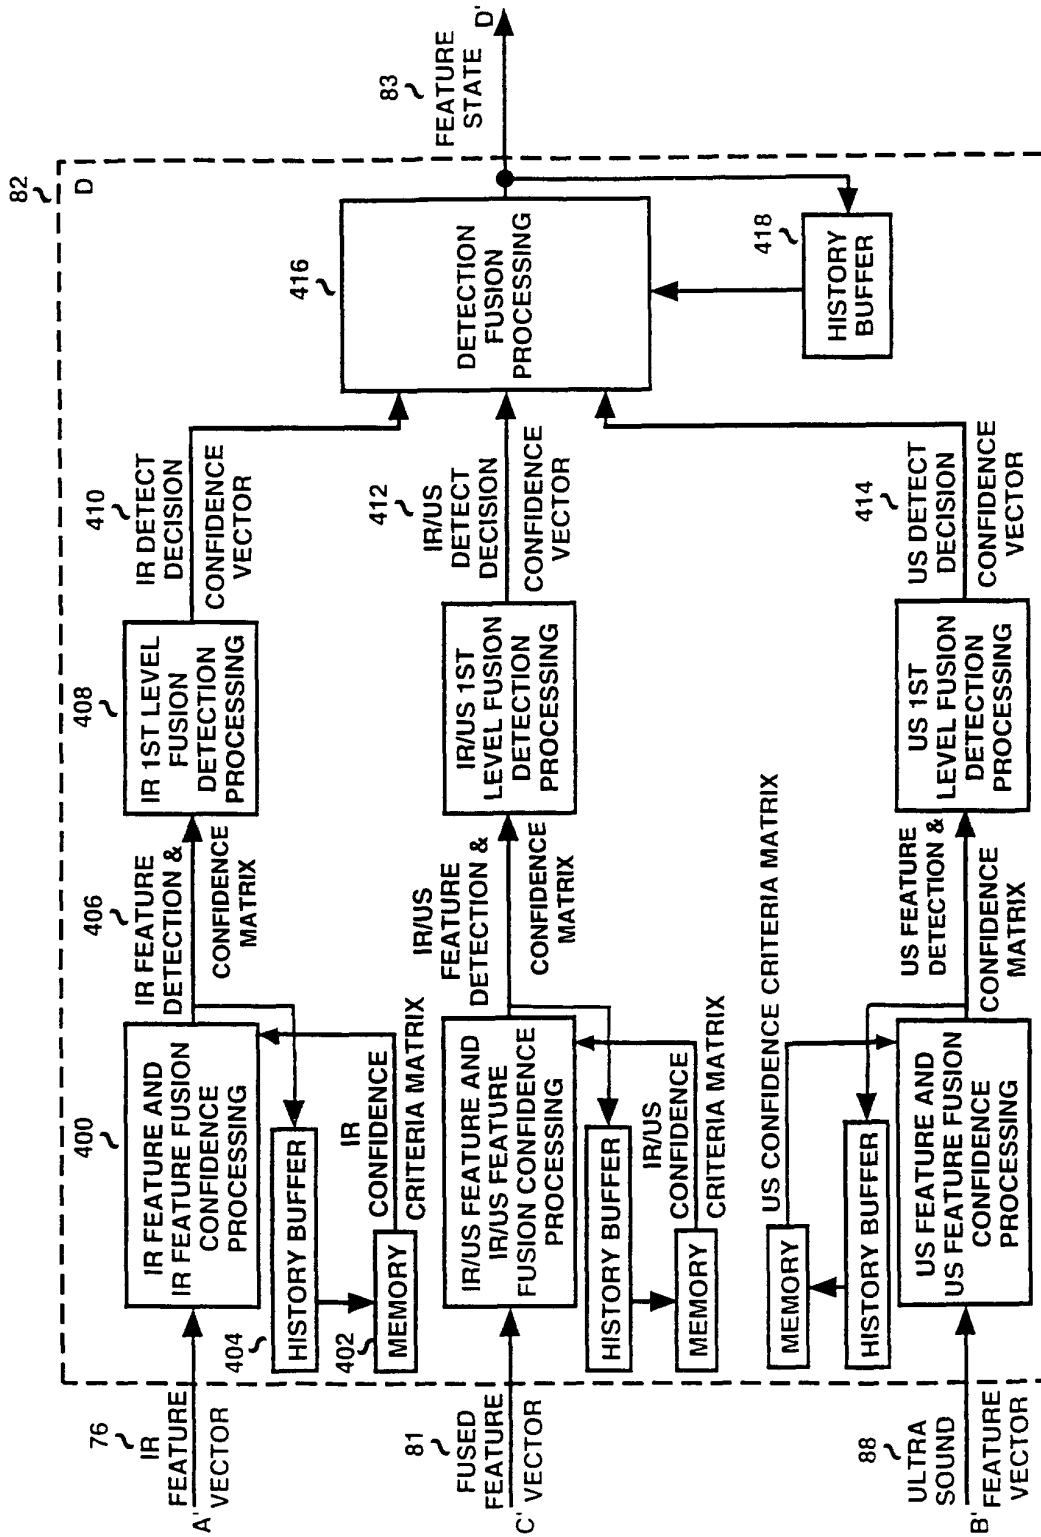 82
D
76
IR
FEATURE
VECTOR
A'
400
IR FEATURE AND
IR FEATURE FUSION
CONFIDENCE
PROCESSING
404
HISTORY BUFFER
402
MEMORY
IR
CONFIDENCE
CRITERIA MATRIX
406
IR FEATURE
DETECTION &
CONFIDENCE
MATRIX
408
IR 1ST LEVEL
FUSION
DETECTION
PROCESSING
410
IR DETECT
DECISION
CONFIDENCE
VECTOR
81
FUSED
FEATURE
VECTOR
C'
IR/US FEATURE AND
IR/US FEATURE
FUSION CONFIDENCE
PROCESSING
HISTORY BUFFER
MEMORY
IR/US
CONFIDENCE
CRITERIA MATRIX
IR/US
FEATURE
DETECTION &
CONFIDENCE
MATRIX
IR/US 1ST
LEVEL FUSION
DETECTION
PROCESSING
412
IR/US
DETECT
DECISION
CONFIDENCE
VECTOR
88
ULTRA
SOUND
FEATURE
VECTOR
B'
US CONFIDENCE CRITERIA MATRIX
MEMORY
HISTORY BUFFER
US FEATURE AND
US FEATURE FUSION
CONFIDENCE
PROCESSING
US FEATURE
DETECTION &
CONFIDENCE
MATRIX
US 1ST
LEVEL FUSION
DETECTION
PROCESSING
414
US DETECT
DECISION
CONFIDENCE
VECTOR
416
DETECTION
FUSION
PROCESSING
418
HISTORY
BUFFER
83
FEATURE
STATE
D'